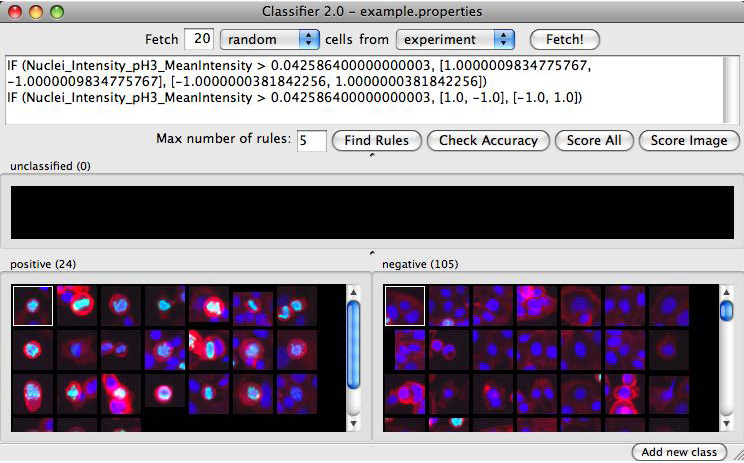 Classifier 2.0 – example.properties
Fetch 20 random cells from experiment Fetch!
IF (Nuclei_Intensity_pH3_MeanIntensity > 0.042586400000000003, [1.0000009834775767,
-1.0000009834775767], [-1.0000000381842256, 1.0000000381842256])
IF (Nuclei_Intensity_pH3_MeanIntensity > 0.042586400000000003, [1.0, -1.0], [-1.0, 1.0])
Max number of rules: 5 Find Rules Check Accuracy Score All Score Image
unclassified (0)
positive (24) negative (105)
Add new class